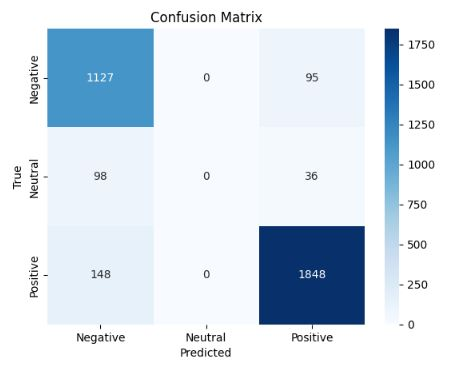 Confusion Matrix
Negative
Neutral
Positive
True
1127
0
95
98
0
36
148
0
1848
Negative
Neutral
Positive
Predicted
1750
1500
1250
1000
750
500
250
0